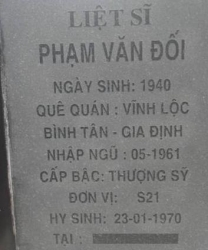 LIỆT SĨ
PHẠM VĂN ĐỐI
NGÀY SINH: 1940
QUÊ QUÁN : VĨNH LỘC
BÌNH TÂN - GIA ĐỊNH
NHẬP NGŨ : 05-1961
CẤP BẬC: THƯỢNG SỸ
ĐƠN VỊ: S21
HY SINH: 23-01-1970
TẠI :